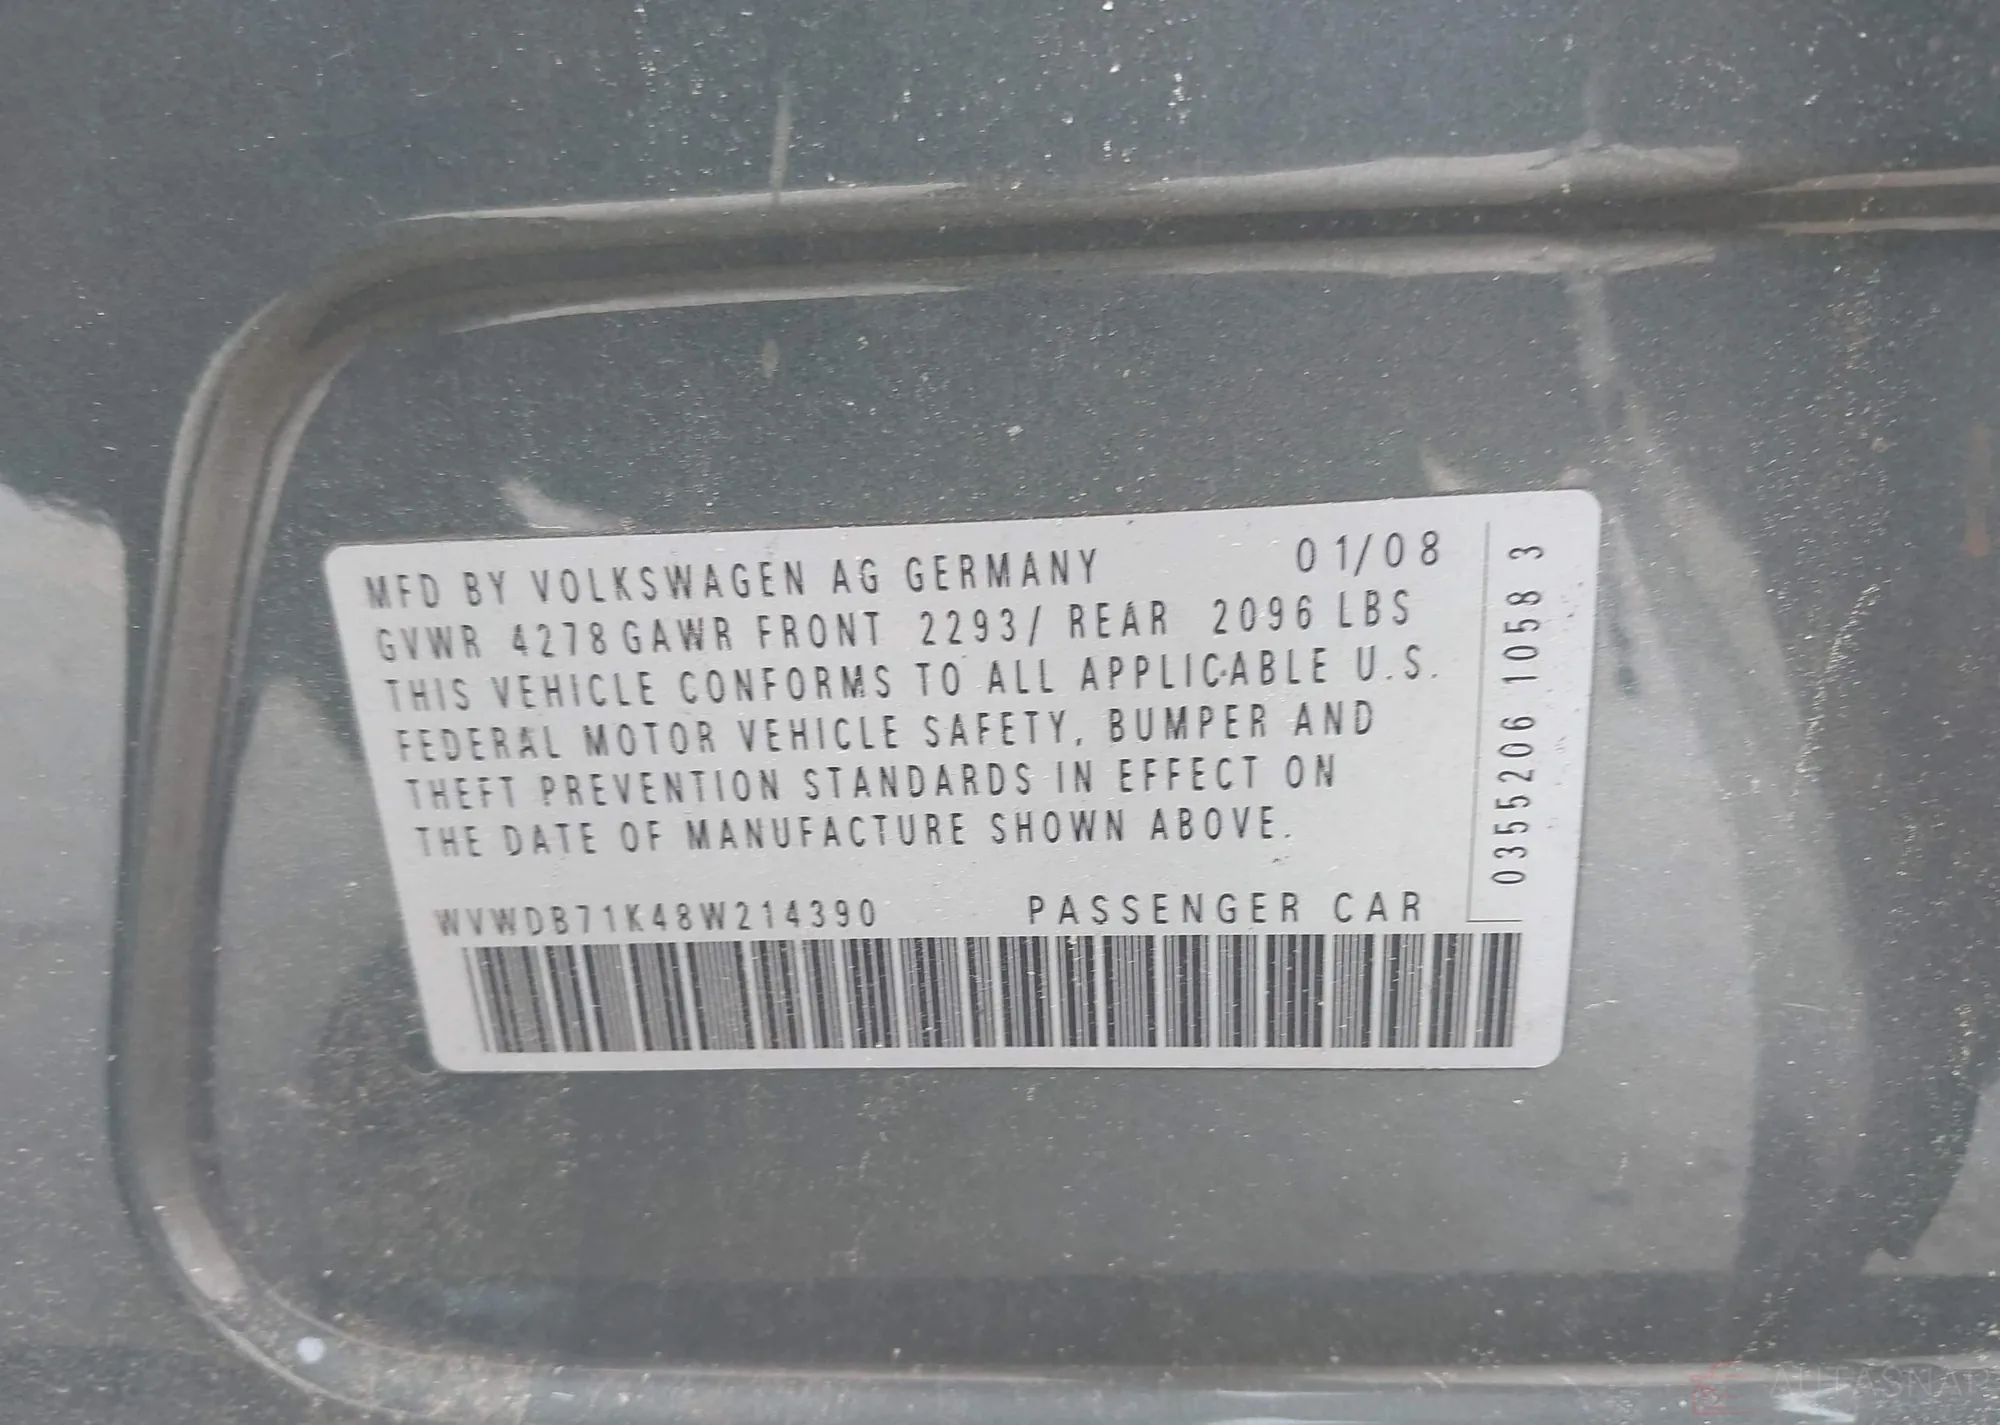 MFD BY VOLKSWAGEN AG GERMANY 01/08
GVWR 4278 GAWR FRONT 2293/ REAR 2096 LBS
THIS VEHICLE CONFORMS TO ALL APPLICABLE U.S.
FEDERAL MOTOR VEHICLE SAFETY, BUMPER AND
THEFT PREVENTION STANDARDS IN EFFECT ON
THE DATE OF MANUFACTURE SHOWN ABOVE.
WVWDB71K48W214390 PASSENGER CAR
0355206 1058 3
AUTASNAP